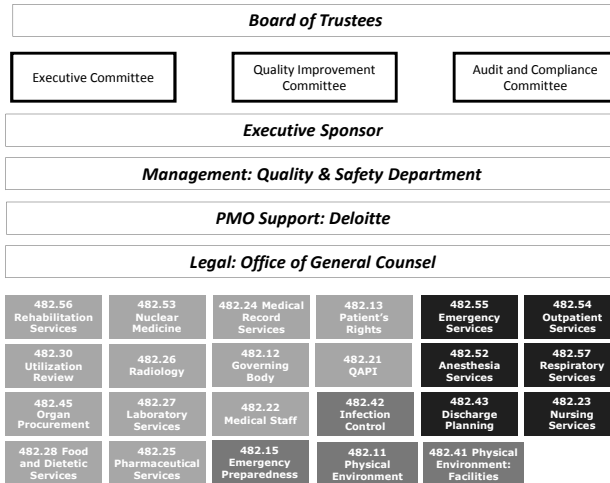 Board of Trustees
Executive Committee
Quality Improvement
Committee
Audit and Compliance
Committee
Executive Sponsor
Management: Quality & Safety Department
PMO Support: Deloitte
Legal: Office of General Counsel
482.56
Rehabilitation
Services
482.53
Nuclear
Medicine
482.24 Medical
Record
Services
482.13
Patient's
Rights
482.55
Emergency
Services
482.54
Outpatient
Services
482.30
Utilization
Review
482.26
Radiology
482.12
Governing
Body
482.21
QAPI
482.52
Anesthesia
Services
482.57
Respiratory
Services
482.45
Organ
Procurement
482.27
Laboratory
Services
482.22
Medical Staff
482.42
Infection
Control
482.43
Discharge
Planning
482.23
Nursing
Services
482.28 Food
and Dietetic
Services
482.25
Pharmaceutical
Services
482.15
Emergency
Preparedness
482.11
Physical
Environment
482.41 Physical
Environment:
Facilities